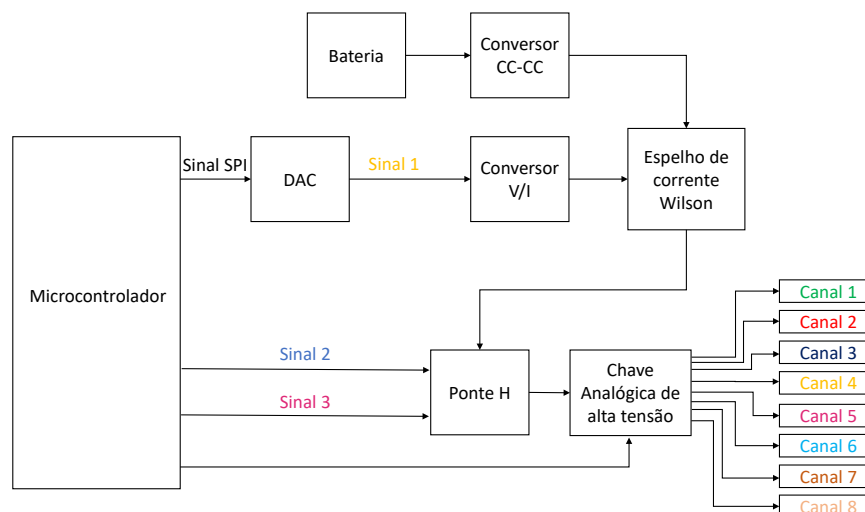 Bateria
Conversor
CC-CC
Sinal SPI
DAC
Sinal 1
Conversor
V/I
Espelho de
corrente
Wilson
Microcontrolador
Canal 1
Canal 2
Canal 3
Canal 4
Canal 5
Canal 6
Canal 7
Canal 8
Sinal 2
Sinal 3
Ponte H
Chave
Analógica de
alta tensão